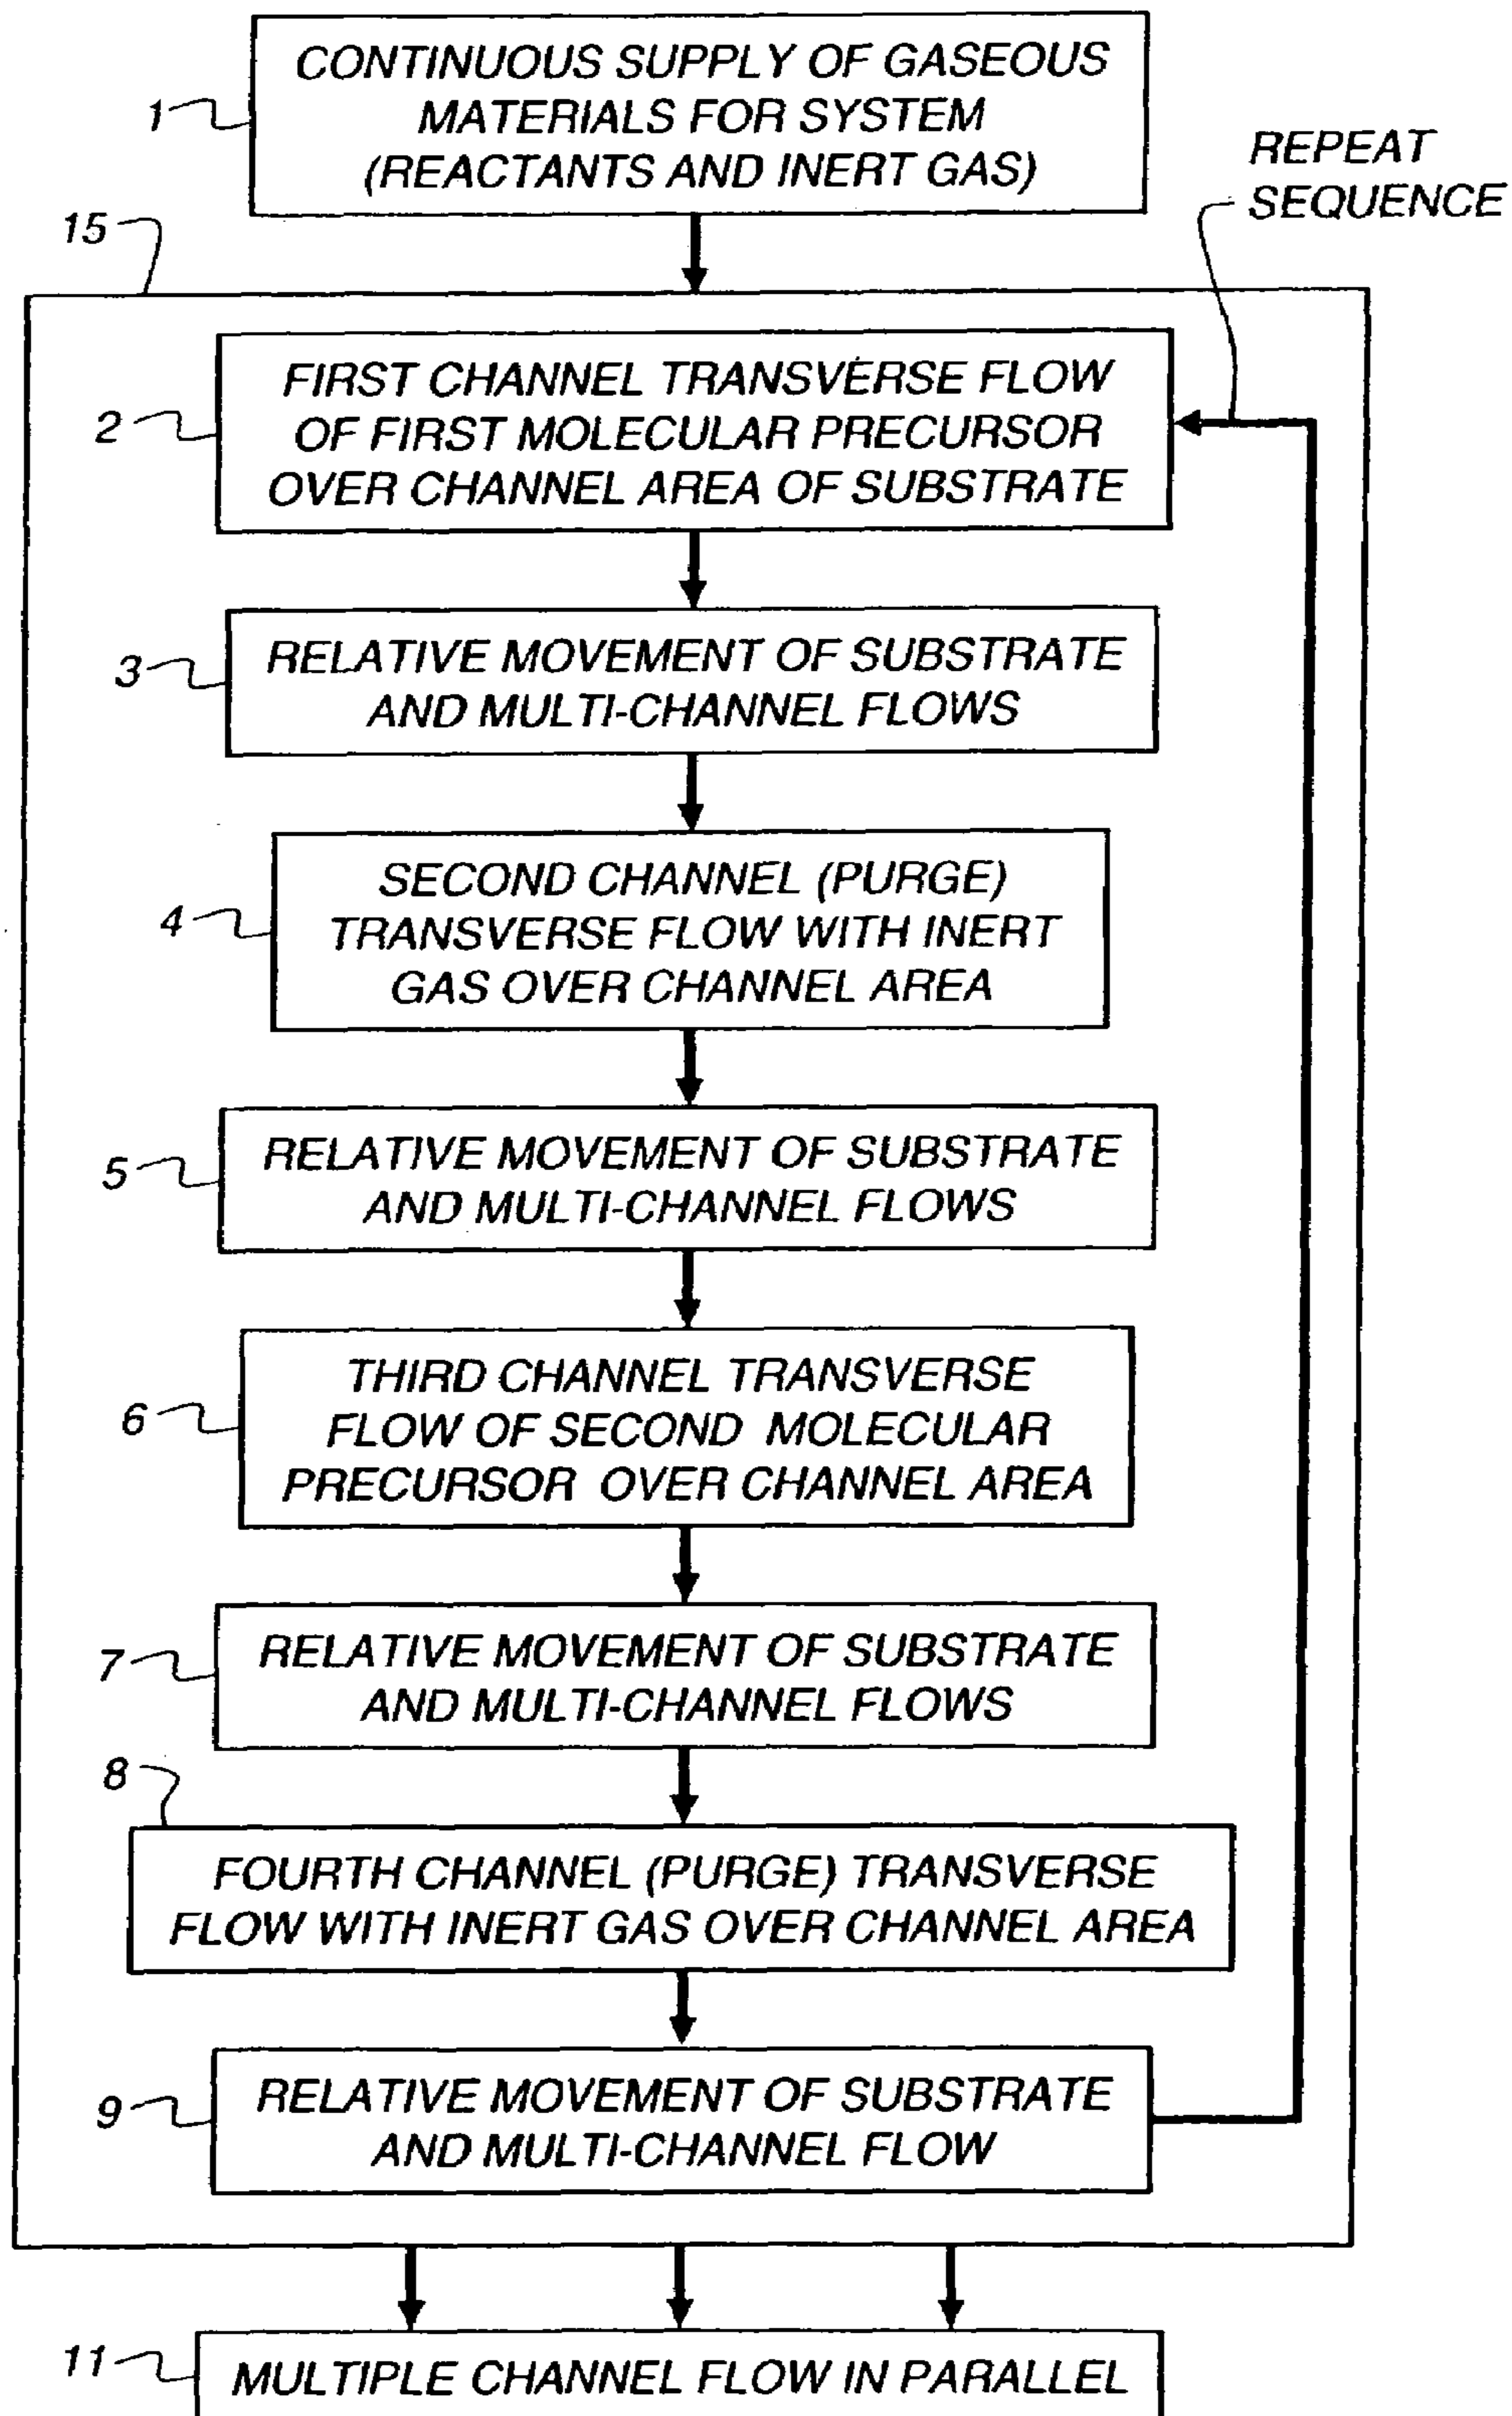 CONTINUOUS SUPPLY OF GASEOUS
MATERIALS FOR SYSTEM
(REACTANTS AND INERT GAS)
1
REPEAT
SEQUENCE
15
FIRST CHANNEL TRANSVERSE FLOW
OF FIRST MOLECULAR PRECURSOR
OVER CHANNEL AREA OF SUBSTRATE
2
RELATIVE MOVEMENT OF SUBSTRATE
AND MULTI-CHANNEL FLOWS
3
SECOND CHANNEL (PURGE)
TRANSVERSE FLOW WITH INERT
GAS OVER CHANNEL AREA
4
RELATIVE MOVEMENT OF SUBSTRATE
AND MULTI-CHANNEL FLOWS
5
THIRD CHANNEL TRANSVERSE
FLOW OF SECOND MOLECULAR
PRECURSOR OVER CHANNEL AREA
6
RELATIVE MOVEMENT OF SUBSTRATE
AND MULTI-CHANNEL FLOWS
7
8
FOURTH CHANNEL (PURGE) TRANSVERSE
FLOW WITH INERT GAS OVER CHANNEL AREA
RELATIVE MOVEMENT OF SUBSTRATE
AND MULTI-CHANNEL FLOW
9
11
MULTIPLE CHANNEL FLOW IN PARALLEL